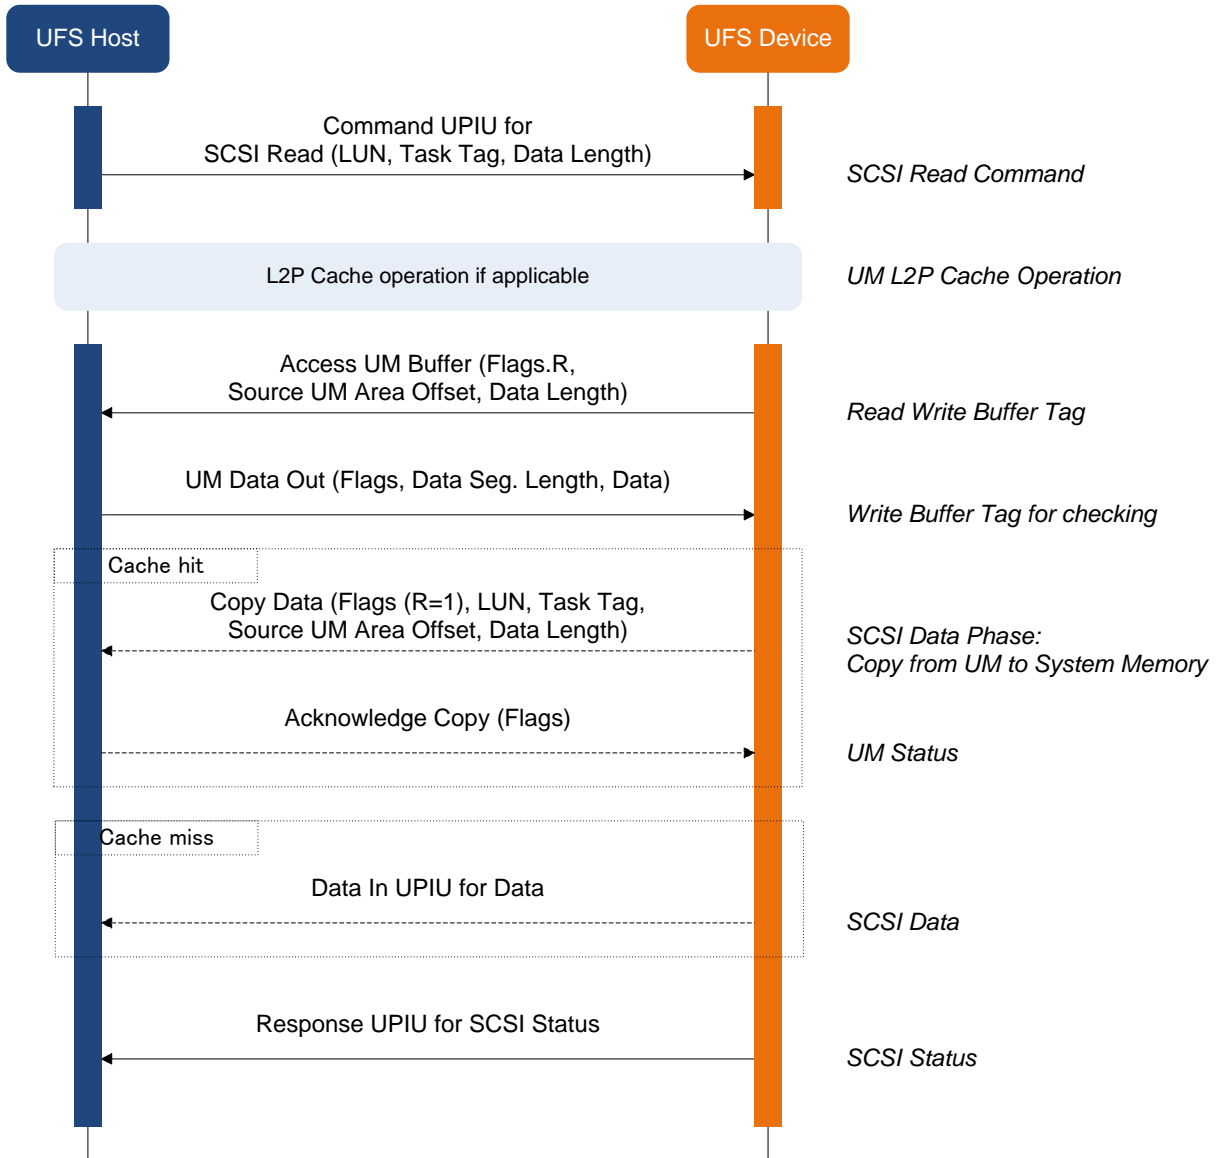 UFS Host
UFS Device
Command UPIU for
SCSI Read (LUN, Task Tag, Data Length)
SCSI Read Command
L2P Cache operation if applicable
UM L2P Cache Operation
Access UM Buffer (Flags.R,
Source UM Area Offset, Data Length)
Read Write Buffer Tag
UM Data Out (Flags, Data Seg. Length, Data)
Write Buffer Tag for checking
Cache hit
Copy Data (Flags (R=1), LUN, Task Tag,
Source UM Area Offset, Data Length)
SCSI Data Phase:
Copy from UM to System Memory
Acknowledge Copy (Flags)
UM Status
Cache miss
Data In UPIU for Data
SCSI Data
Response UPIU for SCSI Status
SCSI Status